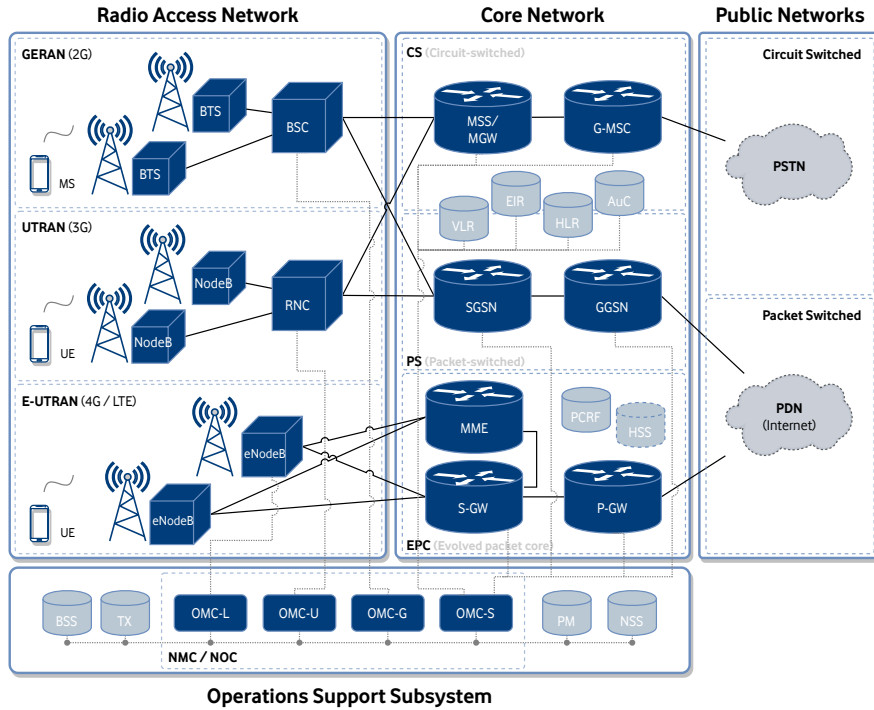 Radio Access Network
Core Network
Public Networks
GERAN (2G)
BTS
BTS
BSC
MS
CS (Circuit-switched)
MSS/
MGW
G-MSC
Circuit Switched
PSTN
VLR
EIR
HLR
AuC
UTRAN (3G)
NodeB
NodeB
RNC
UE
SGSN
GGSN
PS (Packet-switched)
Packet Switched
PDN
(Internet)
E-UTRAN (4G / LTE)
eNodeB
eNodeB
UE
MME
PCRF
HSS
S-GW
P-GW
EPC (Evolved packet core)
BSS
TX
OMC-L
OMC-U
OMC-G
OMC-S
PM
NSS
NMC / NOC
Operations Support Subsystem